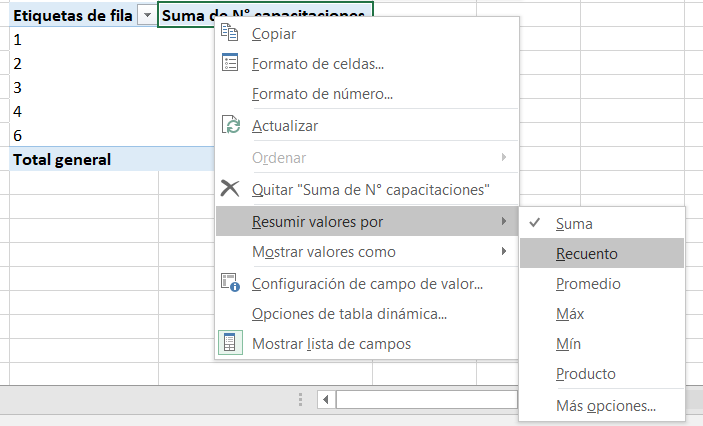 Etiquetas de fila Suma de N° capacitaciones
1
2
3
4
6
Total general
Copiar
Formato de celdas...
Formato de número...
Actualizar
Ordenar
Quitar "Suma de N° capacitaciones"
Resumir valores por
Mostrar valores como
Configuración de campo de valor...
Opciones de tabla dinámica...
Mostrar lista de campos
Suma
Recuento
Promedio
Máx
Mín
Producto
Más opciones...